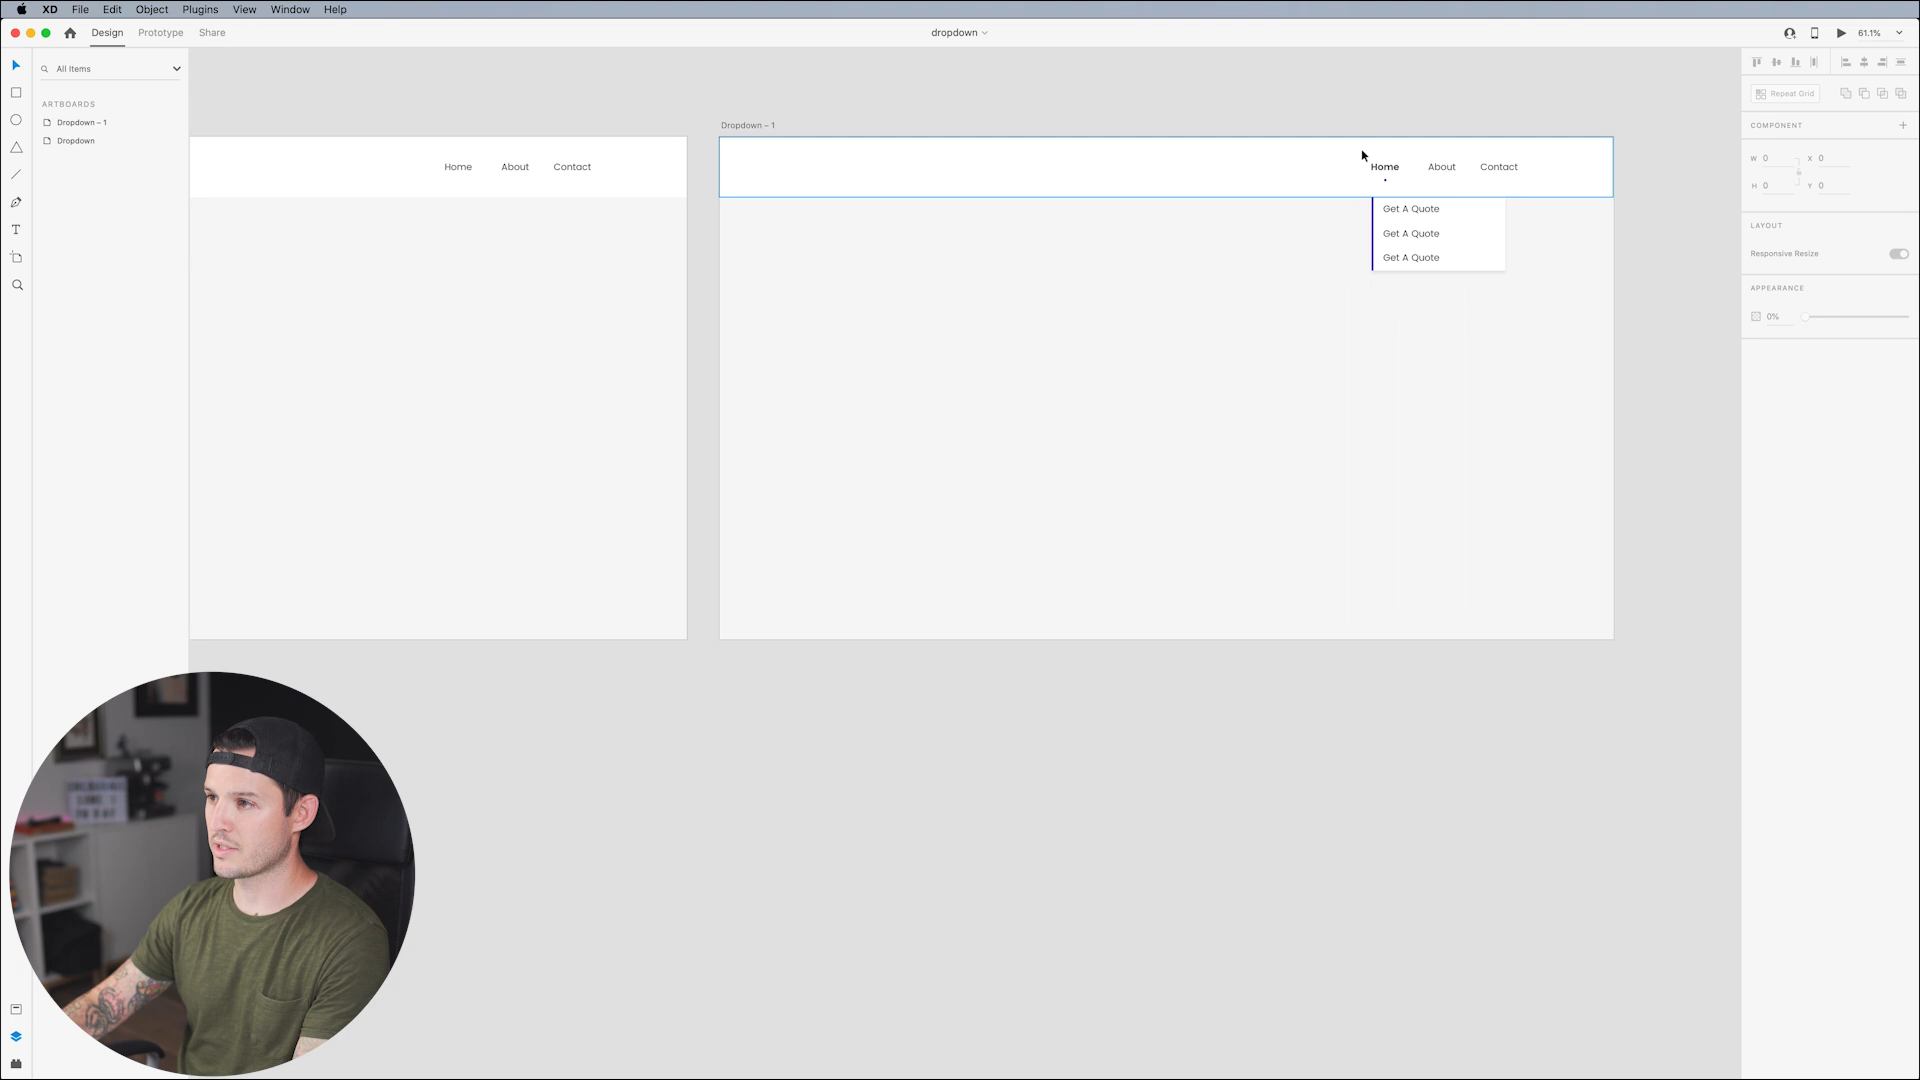 XD File Edit Object Plugins View Window Help
Design Prototype Share
dropdown
61.1%
All Items
ARTBOARDS
Dropdown – 1
Dropdown
Home About Contact
Dropdown – 1
Home About Contact
Get A Quote
Get A Quote
Get A Quote
Repeat Grid
COMPONENT
W 0 X 0
H 0 Y 0
LAYOUT
Responsive Resize
APPEARANCE
0%